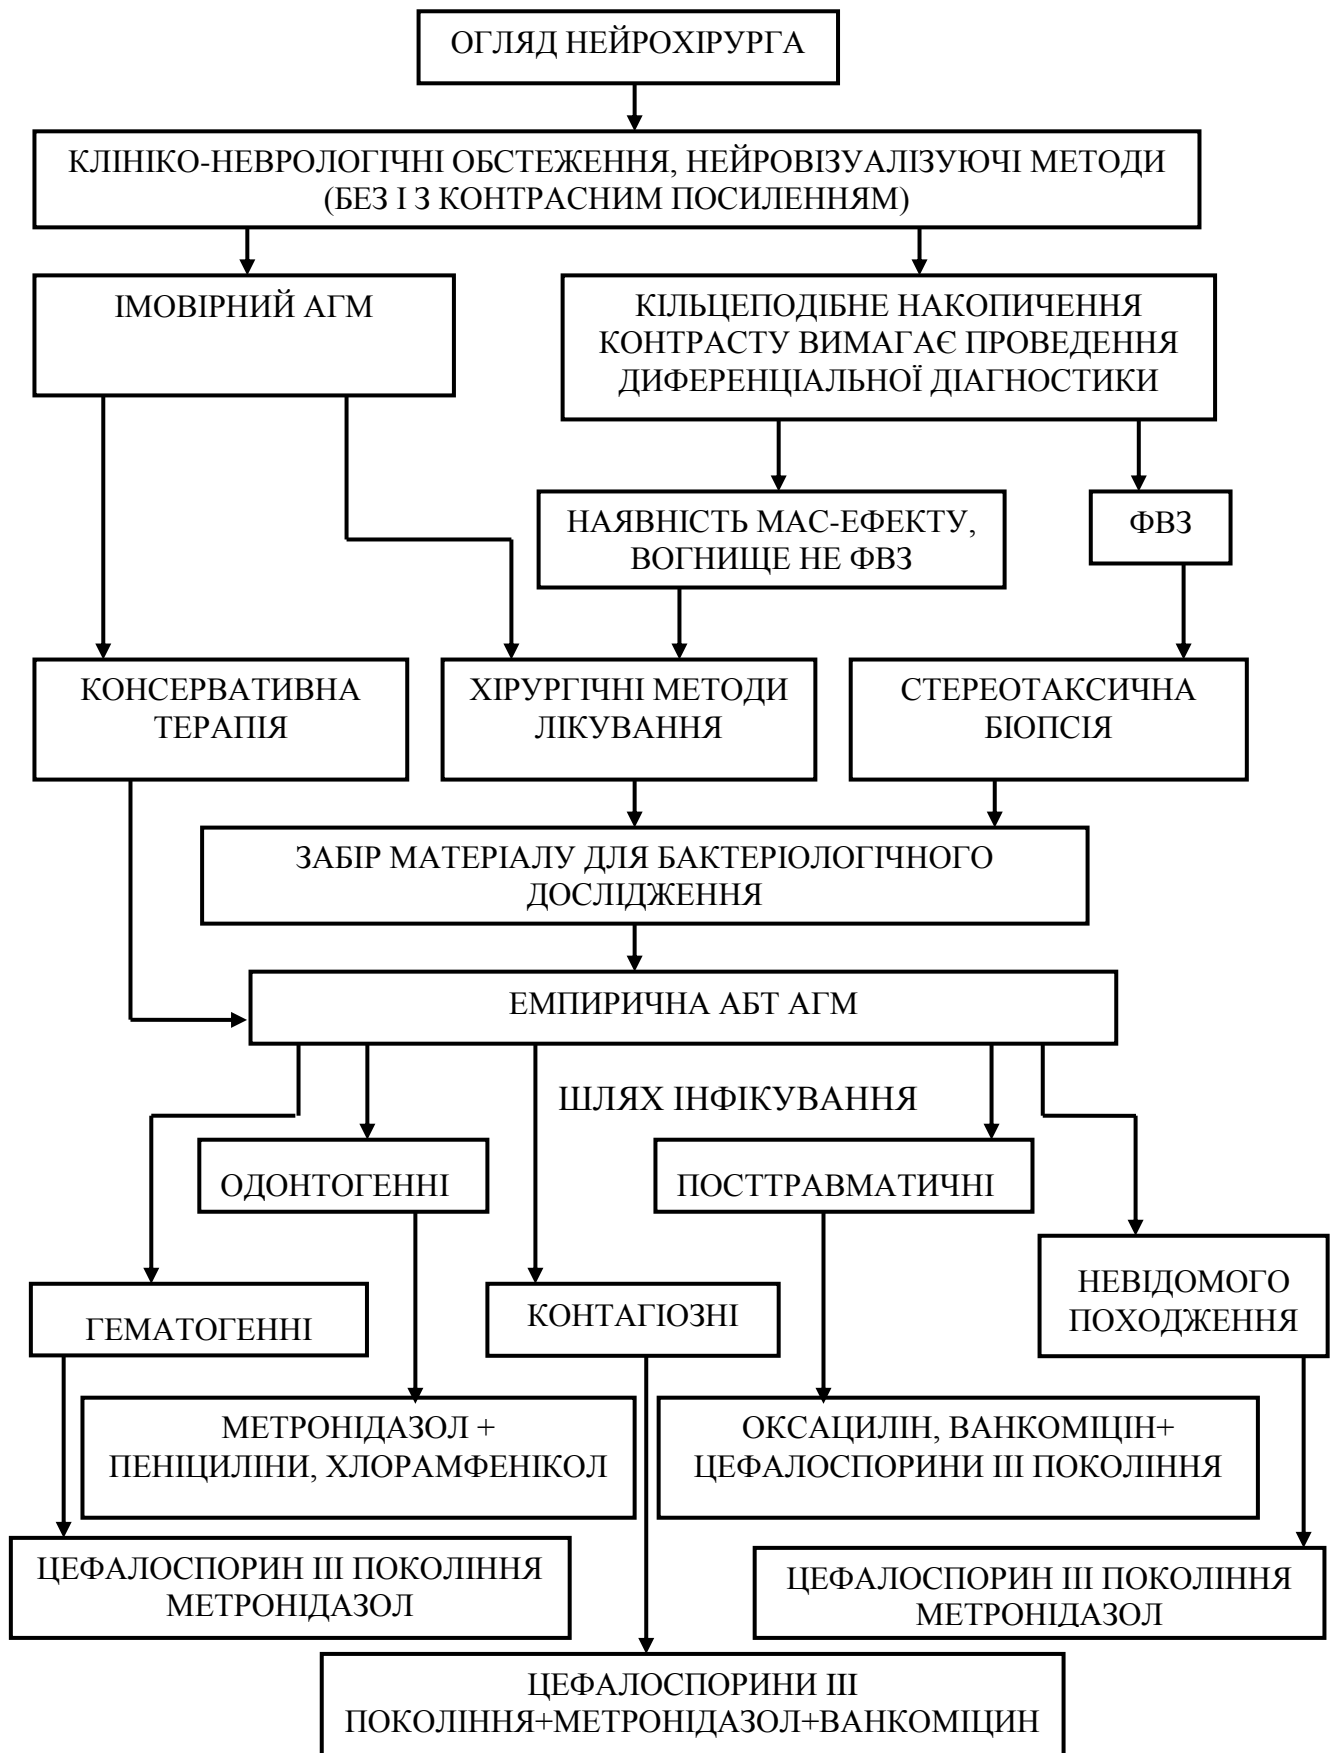 ОГЛЯД НЕЙРОХІРУРГА
КЛІНІКО-НЕВРОЛОГІЧНІ ОБСТЕЖЕННЯ, НЕЙРОВІЗУАЛІЗУЮЧІ МЕТОДИ
(БЕЗ І З КОНТРАСНИМ ПОСИЛЕННЯМ)
ІМОВІРНИЙ АГМ
КІЛЬЦЕПОДІБНЕ НАКОПИЧЕННЯ
КОНТРАСТУ ВИМАГАЄ ПРОВЕДЕННЯ
ДИФЕРЕНЦІАЛЬНОЇ ДІАГНОСТИКИ
НАЯВНІСТЬ МАС-ЕФЕКТУ,
ВОГНИЩЕ НЕ ФВЗ
ФВЗ
КОНСЕРВАТИВНА
ТЕРАПІЯ
ХІРУРГІЧНІ МЕТОДИ
ЛІКУВАННЯ
СТЕРЕОТАКСИЧНА
БІОПСІЯ
ЗАБІР МАТЕРІАЛУ ДЛЯ БАКТЕРІОЛОГІЧНОГО
ДОСЛІДЖЕННЯ
ЕМПИРИЧНА АБТ АГМ
ШЛЯХ ІНФІКУВАННЯ
ОДОНТОГЕННІ
ПОСТТРАВМАТИЧНІ
ГЕМАТОГЕННІ
КОНТАГІОЗНІ
НЕВІДОМОГО
ПОХОДЖЕННЯ
МЕТРОНІДАЗОЛ +
ПЕНІЦИЛІНИ, ХЛОРАМФЕНІКОЛ
ОКСАЦИЛІН, ВАНКОМІЦІН+
ЦЕФАЛОСПОРИНИ ІІІ ПОКОЛІННЯ
ЦЕФАЛОСПОРИН ІІІ ПОКОЛІННЯ
МЕТРОНІДАЗОЛ
ЦЕФАЛОСПОРИН ІІІ ПОКОЛІННЯ
МЕТРОНІДАЗОЛ
ЦЕФАЛОСПОРИНИ ІІІ
ПОКОЛІННЯ+МЕТРОНІДАЗОЛ+ВАНКОМІЦИН